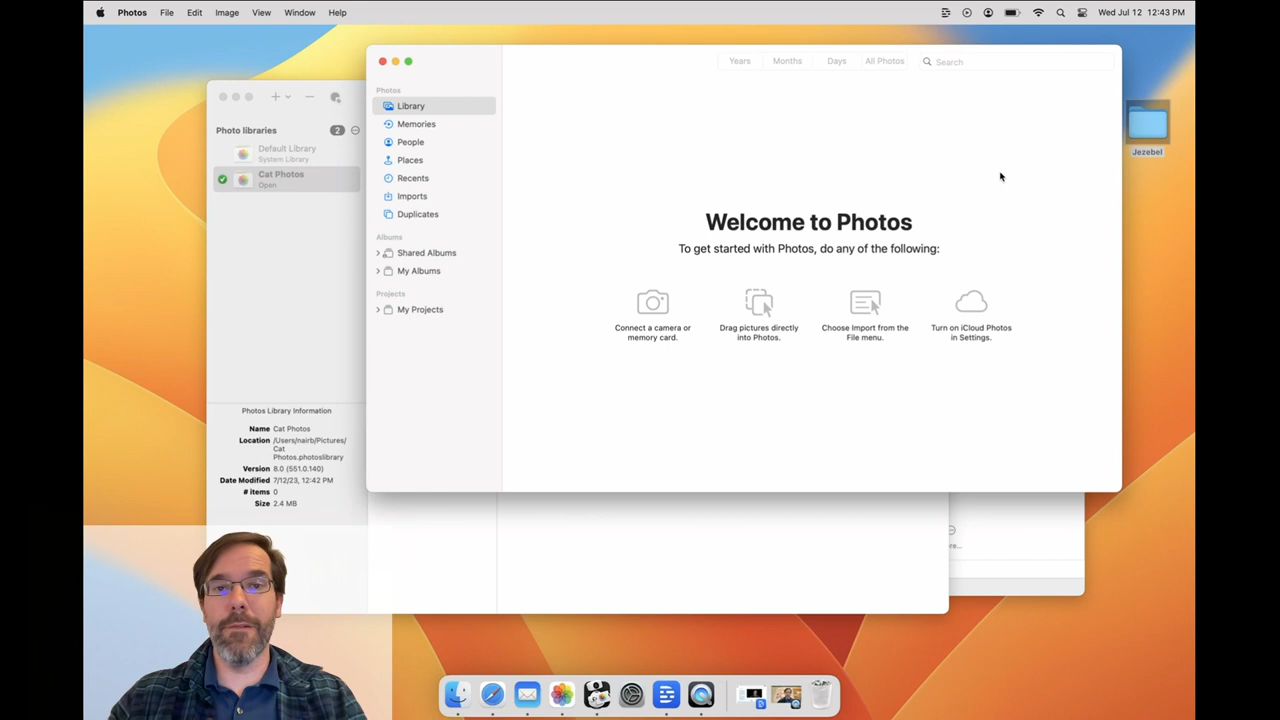 Photos File Edit Image View Window Help
Wed Jul 12 12:43 PM
Years Months Days All Photos Search
Photos
Library
Memories
People
Places
Recents
Imports
Duplicates
Albums
Shared Albums
My Albums
Projects
My Projects
Photo libraries 2
Default Library
System Library
Cat Photos
Open
Photos Library Information
Name Cat Photos
Location /Users/nairb/Pictures/
Cat
Photos.photoslibrary
Version 8.0 (551.0.140)
Date Modified 7/12/23, 12:42 PM
# items 0
Size 2.4 MB
Welcome to Photos
To get started with Photos, do any of the following:
Connect a camera or
memory card.
Drag pictures directly
into Photos.
Choose Import from the
File menu.
Turn on iCloud Photos
in Settings.
Jezebel